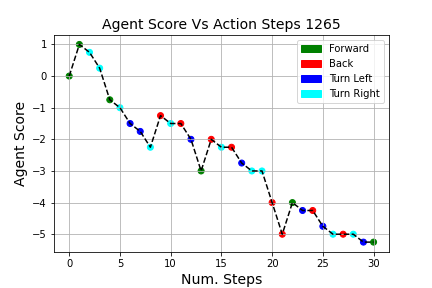 Agent Score Vs Action Steps 1265
Agent Score
1
0
−1
−2
−3
−4
−5
Forward
Back
Turn Left
Turn Right
0 5 10 15 20 25 30
Num. Steps